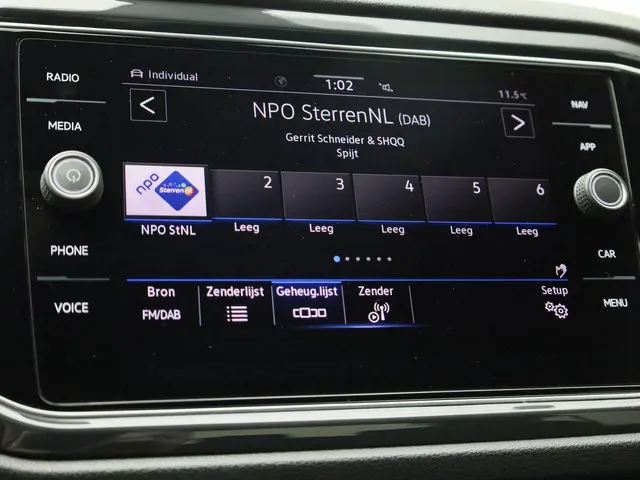 RADIO
MEDIA
PHONE
VOICE
Individual
1:02
11.5°C
NPO SterrenNL (DAB)
Gerrit Schneider & SHQQ
Spijt
npo SterrenNL
2
3
4
5
6
NPO StNL
Leeg
Leeg
Leeg
Leeg
Leeg
Bron
FM/DAB
Zenderlijst
Geheug.lijst
Zender
Setup
NAV
APP
CAR
MENU